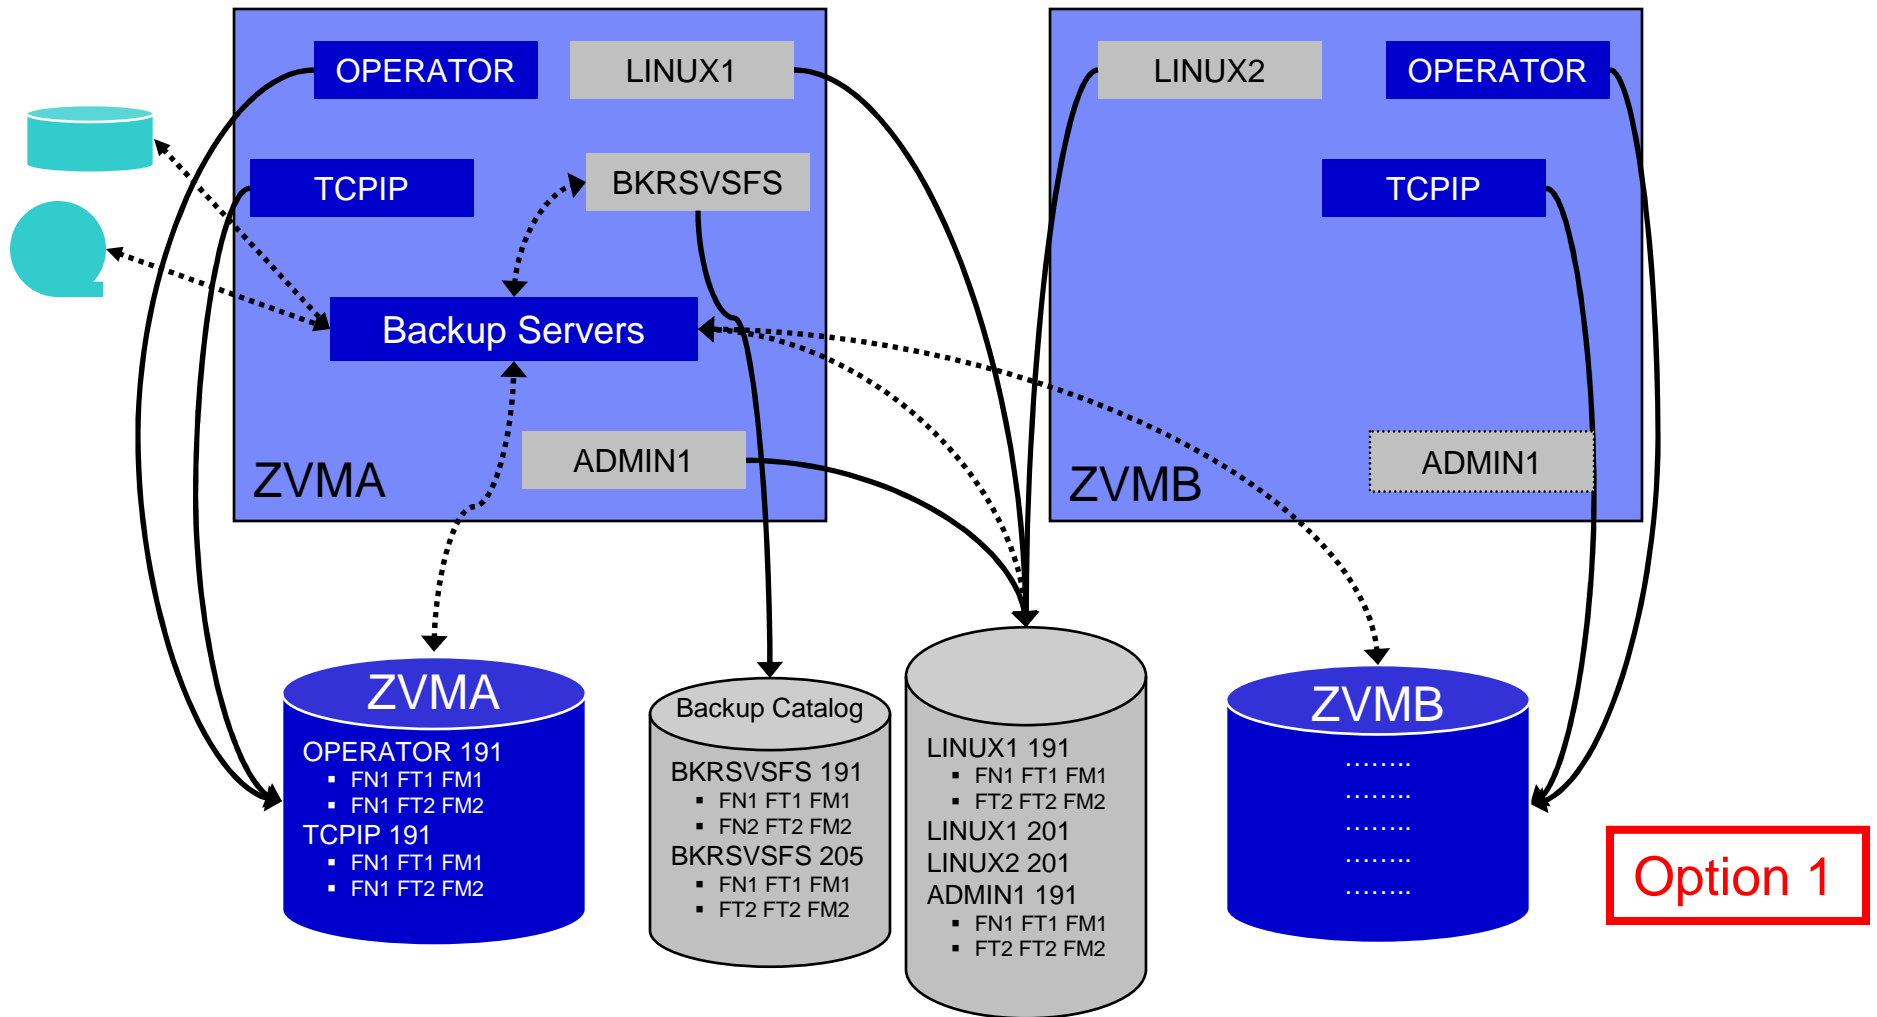 OPERATOR
LINUX1
TCPIP
BKRSVSFS
Backup Servers
ADMIN1
ZVMA
LINUX2
OPERATOR
TCPIP
ADMIN1
ZVMB
ZVMA
OPERATOR 191
▪ FN1 FT1 FM1
▪ FN1 FT2 FM2
TCPIP 191
▪ FN1 FT1 FM1
▪ FN1 FT2 FM2
Backup Catalog
BKRSVSFS 191
▪ FN1 FT1 FM1
▪ FN2 FT2 FM2
BKRSVSFS 205
▪ FN1 FT1 FM1
▪ FT2 FT2 FM2
LINUX1 191
▪ FN1 FT1 FM1
▪ FT2 FT2 FM2
LINUX1 201
LINUX2 201
ADMIN1 191
▪ FN1 FT1 FM1
▪ FT2 FT2 FM2
ZVMB
........
........
........
........
........
Option 1